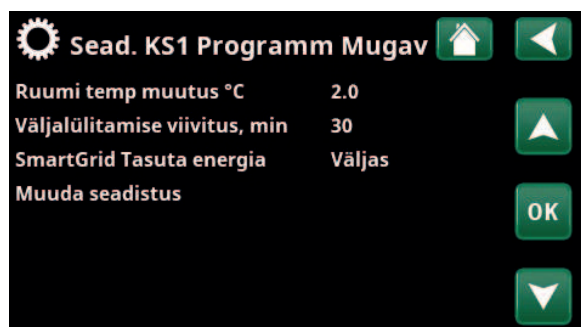 Sead. KS1 Programm Mugav
Ruumi temp muutus °C 2.0
Väljalülitamise viivitus, min 30
SmartGrid Tasuta energia Väljas
Muuda seadistus
OK